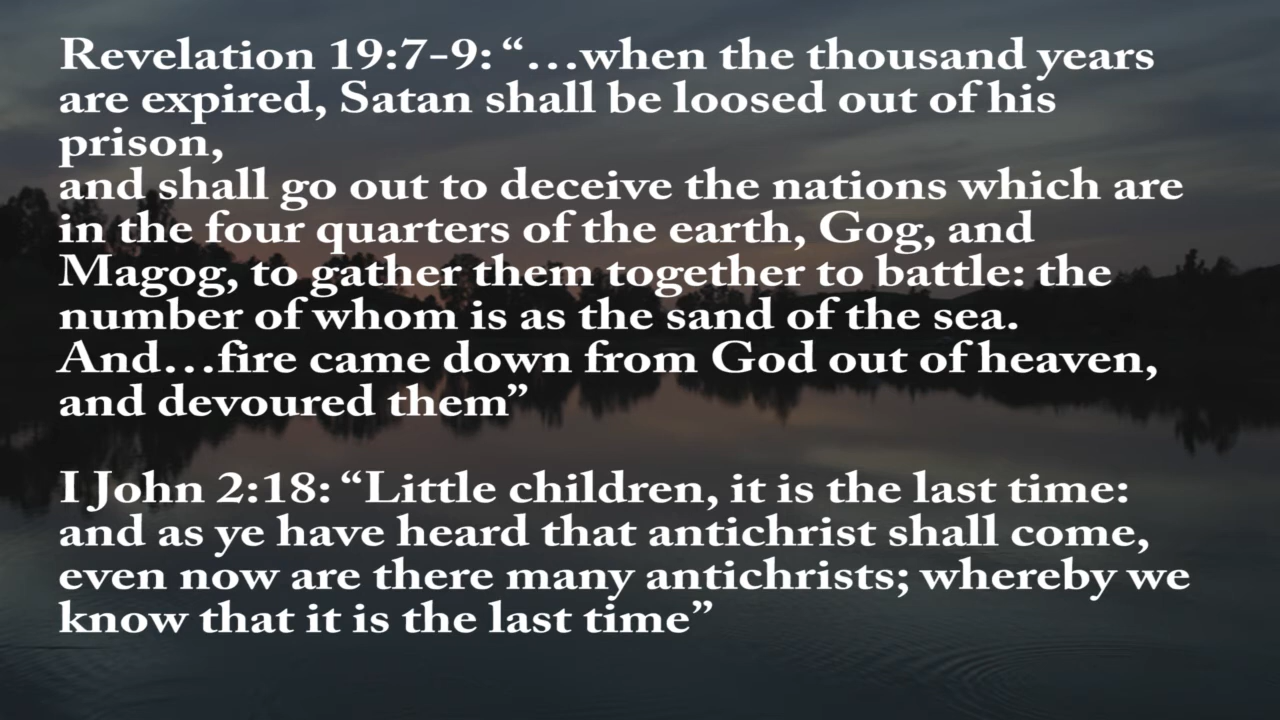 Revelation 19:7-9: “…when the thousand years
are expired, Satan shall be loosed out of his
prison,
and shall go out to deceive the nations which are
in the four quarters of the earth, Gog, and
Magog, to gather them together to battle: the
number of whom is as the sand of the sea.
And…fire came down from God out of heaven,
and devoured them”
I John 2:18: “Little children, it is the last time:
and as ye have heard that antichrist shall come,
even now are there many antichrists; whereby we
know that it is the last time”